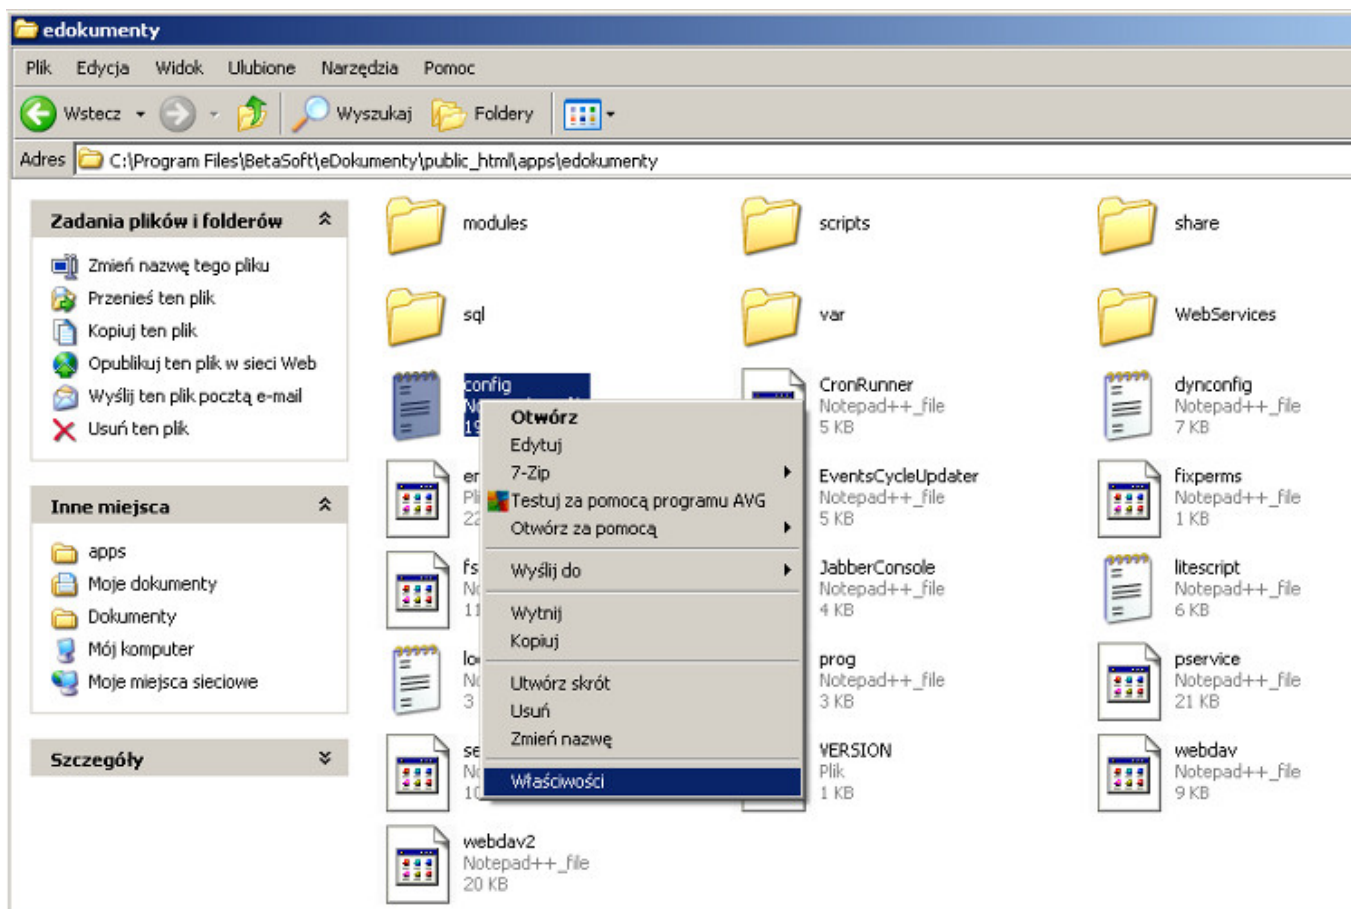 edokumenty
Plik Edycja Widok Ulubione Narzędzia Pomoc
Wstecz Wyszukaj Foldery
Adres C:\Program Files\BetaSoft\eDokumenty\public_html\apps\edokumenty
Zadania plików i folderów
Zmień nazwę tego pliku
Przenieś ten plik
Kopiuj ten plik
Opublikuj ten plik w sieci Web
Wyślij ten plik pocztą e-mail
Usuń ten plik
Inne miejsca
apps
Moje dokumenty
Dokumenty
Mój komputer
Moje miejsca sieciowe
Szczegóły
modules
scripts
share
sql
var
WebServices
config
CronRunner
Notepad++_file
5 KB
dynconfig
Notepad++_file
7 KB
EventsCycleUpdater
Notepad++_file
5 KB
fixperms
Notepad++_file
1 KB
JabberConsole
Notepad++_file
4 KB
litescript
Notepad++_file
6 KB
prog
Notepad++_file
3 KB
pservice
Notepad++_file
21 KB
VERSION
Plik
1 KB
webdav
Notepad++_file
9 KB
webdav2
Notepad++_file
20 KB
Otwórz
Edytuj
7-Zip
Testuj za pomocą programu AVG
Otwórz za pomocą
Wyślij do
Wytnij
Kopiuj
Utwórz skrót
Usuń
Zmień nazwę
Właściwości